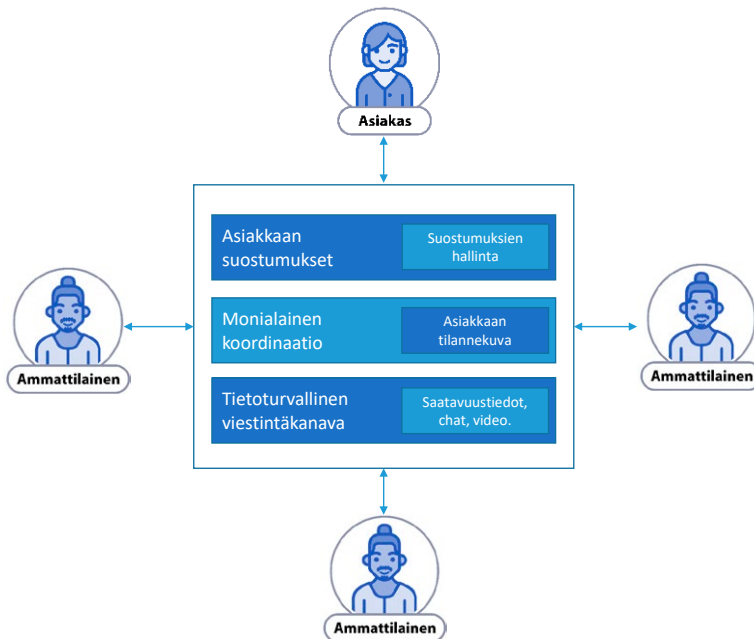 Asiakas
Asiakkaan
suostumukset
Suostumuksien
hallinta
Monialainen
koordinaatio
Asiakkaan
tilannekuva
Ammattilainen
Ammattilainen
Tietoturvallinen
viestintäkanava
Saatavuustiedot,
chat, video.
Ammattilainen